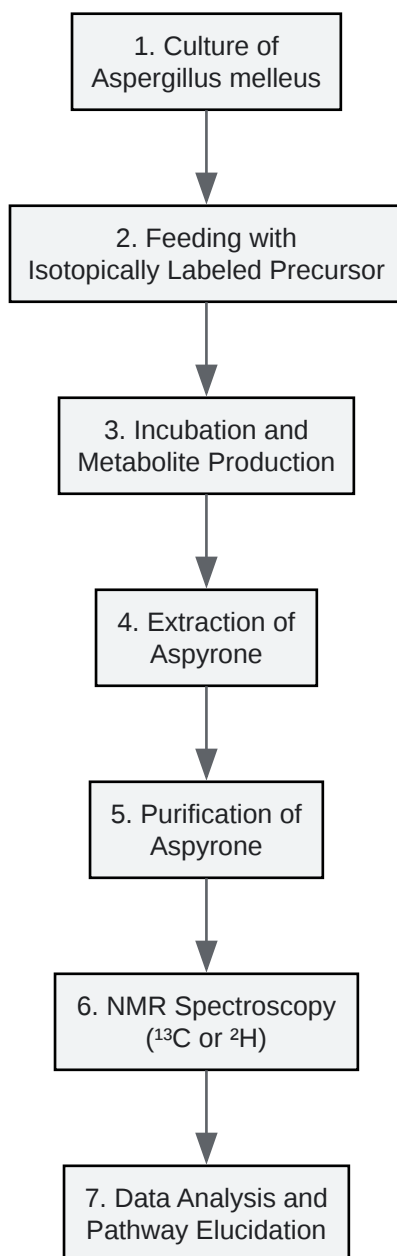 1. Culture of
Aspergillus melleus
2. Feeding with
Isotopically Labeled Precursor
3. Incubation and
Metabolite Production
4. Extraction of
Aspyrone
5. Purification of
Aspyrone
6. NMR Spectroscopy
(¹³C or ²H)
7. Data Analysis and
Pathway Elucidation